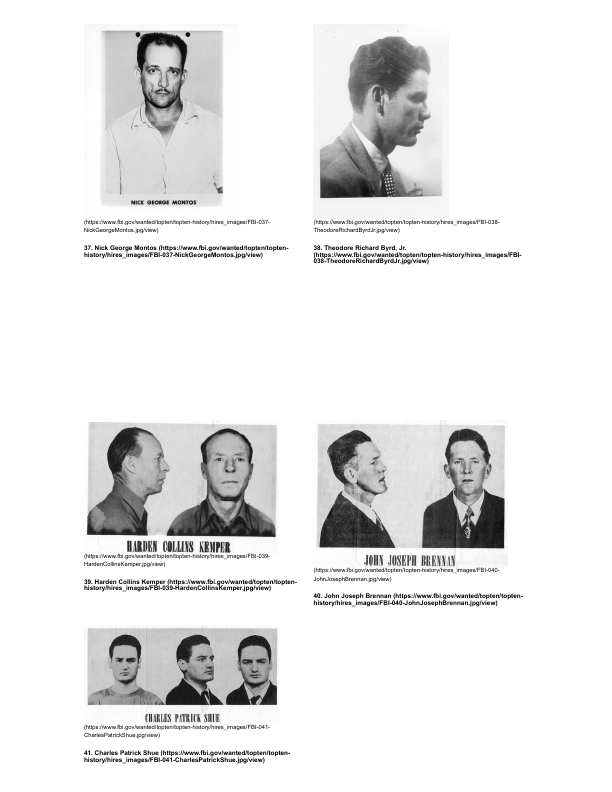 NICK GEORGE MONTOS
(https://www.fbi.gov/wanted/topten/topten-history/hires_images/FBI-037-
NickGeorgeMontos.jpg/view)
37. Nick George Montos (https://www.fbi.gov/wanted/topten/topten-
history/hires_images/FBI-037-NickGeorgeMontos.jpg/view)
(https://www.fbi.gov/wanted/topten/topten-history/hires_images/FBI-038-
TheodoreRichardByrdJr.jpg/view)
38. Theodore Richard Byrd, Jr.
(https://www.fbi.gov/wanted/topten/topten-history/hires_images/FBI-
038-TheodoreRichardByrdJr.jpg/view)
HARDEN COLLINS KEMPER
(https://www.fbi.gov/wanted/topten/topten-history/hires_images/FBI-039-
HardenCollinsKemper.jpg/view)
39. Harden Collins Kemper (https://www.fbi.gov/wanted/topten/topten-
history/hires_images/FBI-039-HardenCollinsKemper.jpg/view)
JOHN JOSEPH BRENNAN
(https://www.fbi.gov/wanted/topten/topten-history/hires_images/FBI-040-
JohnJosephBrennan.jpg/view)
40. John Joseph Brennan (https://www.fbi.gov/wanted/topten/topten-
history/hires_images/FBI-040-JohnJosephBrennan.jpg/view)
CHARLES PATRICK SHUE
(https://www.fbi.gov/wanted/topten/topten-history/hires_images/FBI-041-
CharlesPatrickShue.jpg/view)
41. Charles Patrick Shue (https://www.fbi.gov/wanted/topten/topten-
history/hires_images/FBI-041-CharlesPatrickShue.jpg/view)